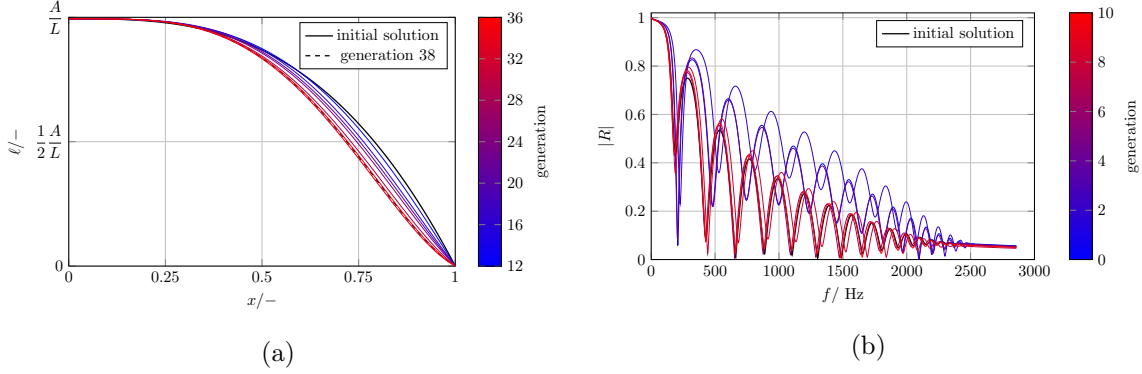 A/L
1/2 A/L
0
ℓ/−
0 0.25 0.5 0.75 1
x/−
initial solution
generation 38
36
32
28
24
20
16
12
generation
(a)
1
0.8
0.6
0.4
0.2
0
|R|
0 500 1000 1500 2000 2500 3000
f/ Hz
initial solution
10
8
6
4
2
0
generation
(b)